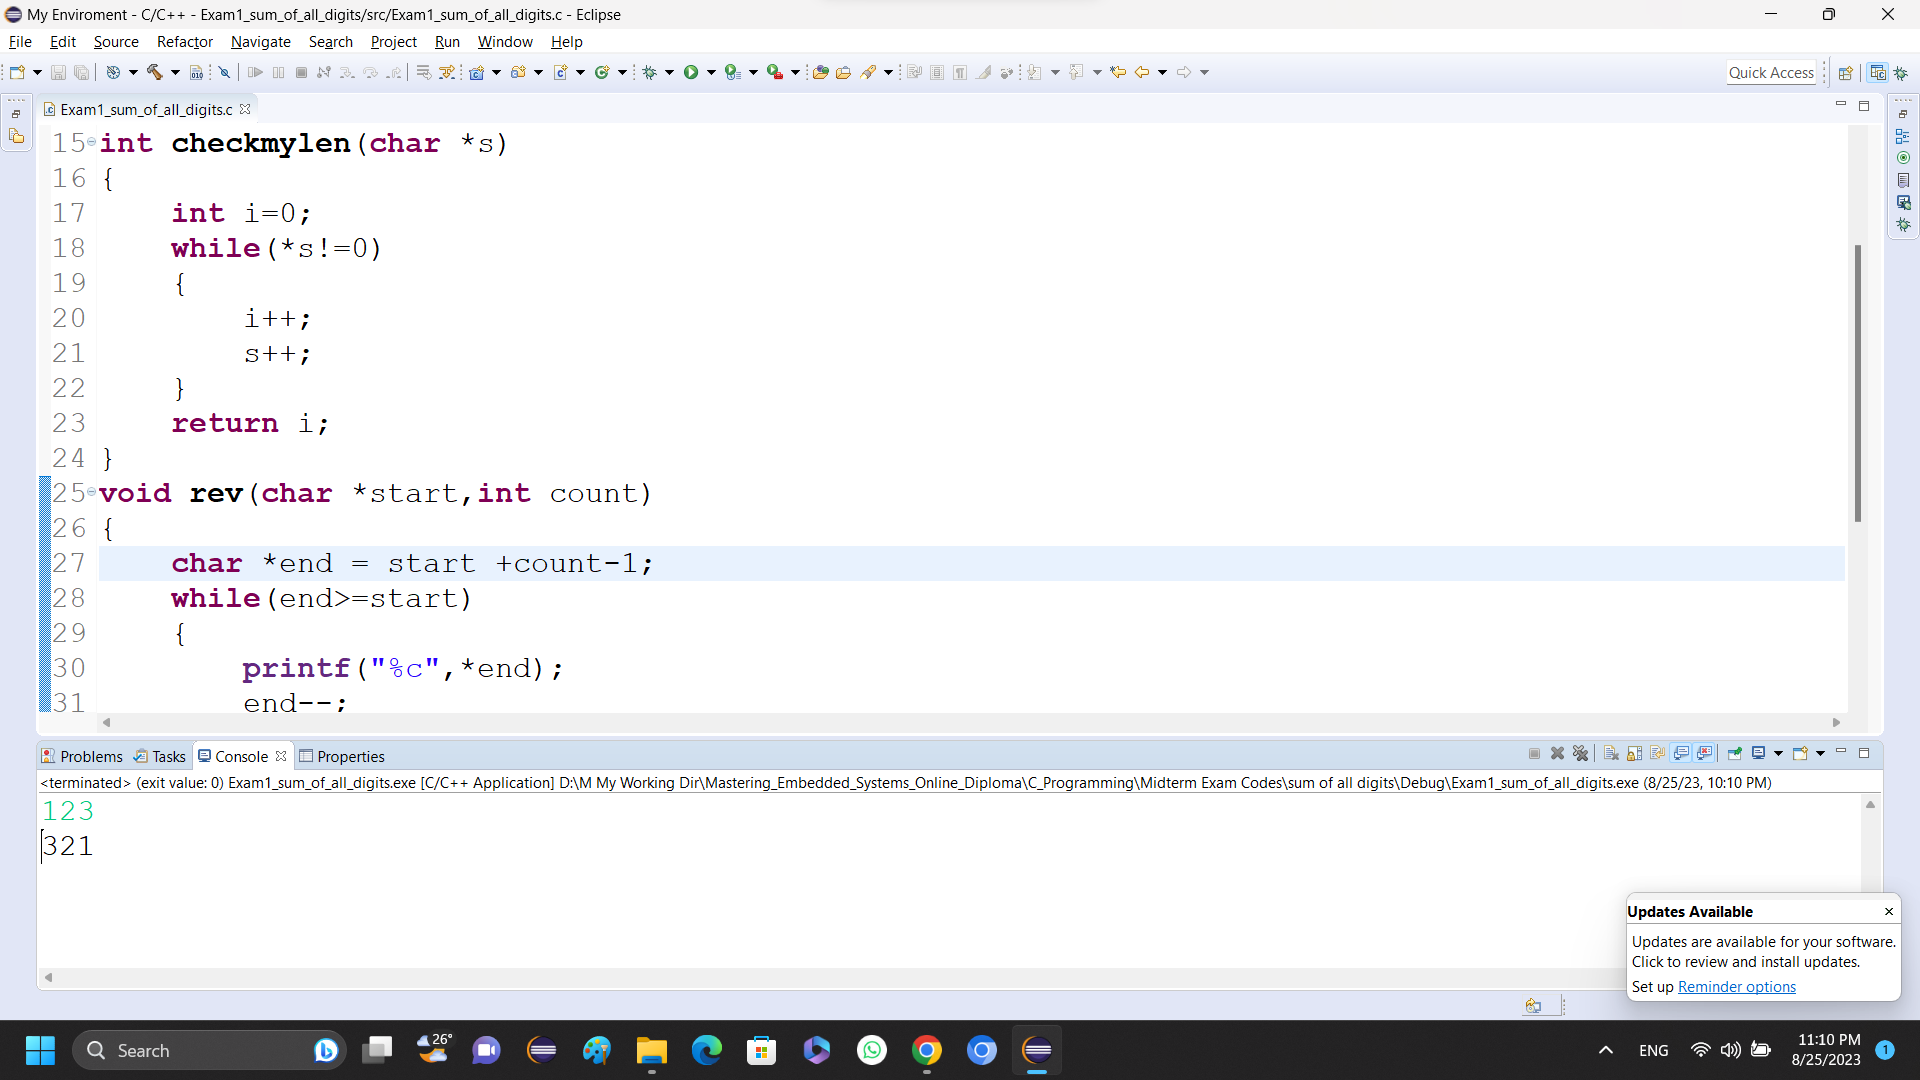 My Enviroment - C/C++ - Exam1_sum_of_all_digits/src/Exam1_sum_of_all_digits.c - Eclipse
File Edit Source Refactor Navigate Search Project Run Window Help
Quick Access
Exam1_sum_of_all_digits.c
15 int checkmylen(char *s)
16 {
17 int i=0;
18 while(*s!=0)
19 {
20 i++;
21 s++;
22 }
23 return i;
24 }
25 void rev(char *start,int count)
26 {
27 char *end = start +count-1;
28 while(end>=start)
29 {
30 printf("%c",*end);
31 end--;
Problems Tasks Console Properties
<terminated> (exit value: 0) Exam1_sum_of_all_digits.exe [C/C++ Application] D:\M My Working Dir\Mastering_Embedded_Systems_Online_Diploma\C_Programming\Midterm Exam Codes\sum of all digits\Debug\Exam1_sum_of_all_digits.exe (8/25/23, 10:10 PM)
123
321
Updates Available
Updates are available for your software.
Click to review and install updates.
Set up Reminder options
Search
26°
ENG
11:10 PM
8/25/2023
1